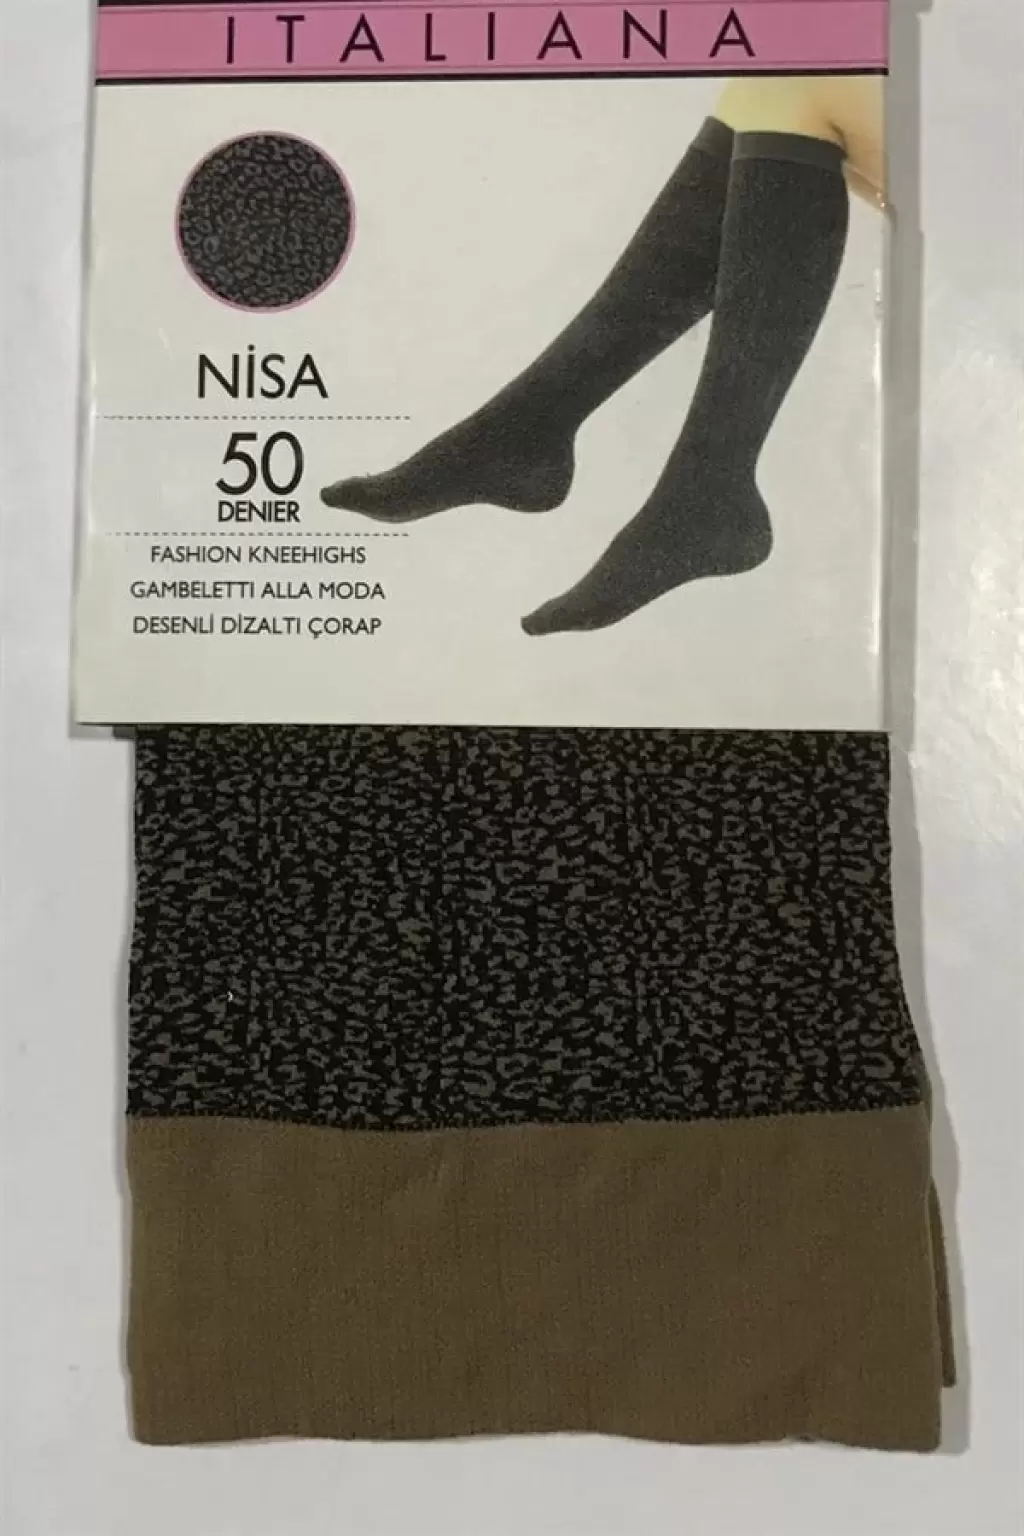 ITALIANA
NİSA
50
DENIER
FASHION KNEEHIGHS
GAMBELETTI ALLA MODA
DESENLİ DİZALTI ÇORAP